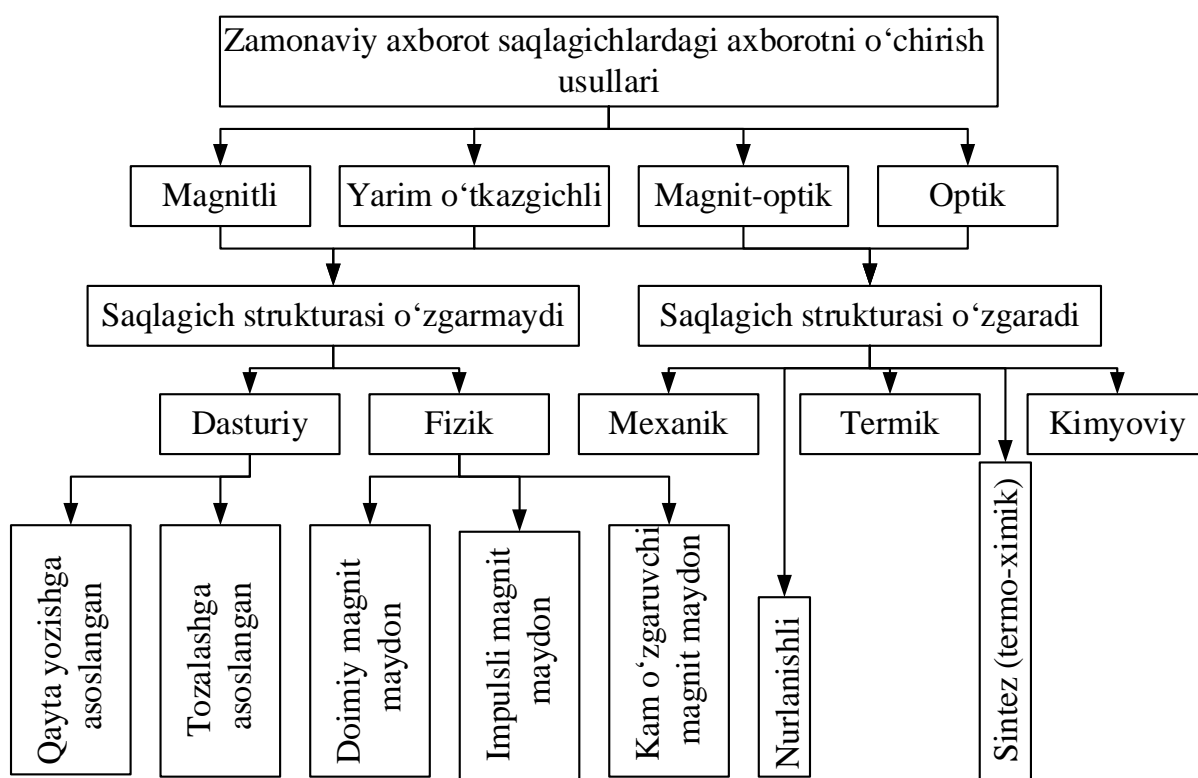 Zamonaviy axborot saqlagichlardagi axborotni o‘chirish
usullari
Magnitli
Yarim o‘tkazgichli
Magnit-optik
Optik
Saqlagich strukturasi o‘zgarmaydi
Saqlagich strukturasi o‘zgaradi
Dasturiy
Fizik
Mexanik
Termik
Kimyoviy
Qayta yozishga
asoslangan
Tozalashga
asoslangan
Doimiy magnit
maydon
Impulsli magnit
maydon
Kam o‘zgaruvchi
magnit maydon
Nurlanishli
Sintez (termo-ximik)